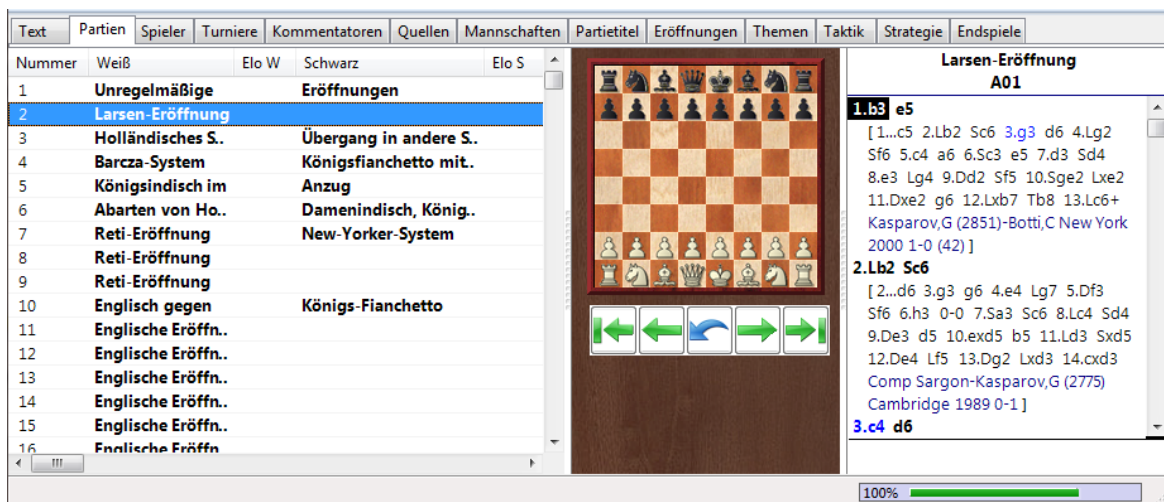 Text Partien Spieler Turniere Kommentatoren Quellen Mannschaften Partietitel Eröffnungen Themen Taktik Strategie Endspiele
Nummer Weiß Elo W Schwarz Elo S
1 Unregelmäßige Eröffnungen
2 Larsen-Eröffnung
3 Holländisches S.. Übergang in andere S..
4 Barcza-System Königsfianchetto mit..
5 Königsindisch im Anzug
6 Abarten von Ho.. Damenindisch, König..
7 Reti-Eröffnung New-Yorker-System
8 Reti-Eröffnung
9 Reti-Eröffnung
10 Englisch gegen Königs-Fianchetto
11 Englische Eröffn..
12 Englische Eröffn..
13 Englische Eröffn..
14 Englische Eröffn..
15 Englische Eröffn..
16 Englische Eröffn
Larsen-Eröffnung
A01
1.b3 e5
[ 1...c5 2.Lb2 Sc6 3.g3 d6 4.Lg2
Sf6 5.c4 a6 6.Sc3 e5 7.d3 Sd4
8.e3 Lg4 9.Dd2 Sf5 10.Sge2 Lxe2
11.Dxe2 g6 12.Lxb7 Tb8 13.Lc6+
Kasparov,G (2851)-Botti,C New York
2000 1-0 (42) ]
2.Lb2 Sc6
[ 2...d6 3.g3 g6 4.e4 Lg7 5.Df3
Sf6 6.h3 0-0 7.Sa3 Sc6 8.Lc4 Sd4
9.De3 d5 10.exd5 b5 11.Ld3 Sxd5
12.De4 Lf5 13.Dg2 Lxd3 14.cxd3
Comp Sargon-Kasparov,G (2775)
Cambridge 1989 0-1 ]
3.c4 d6
100%